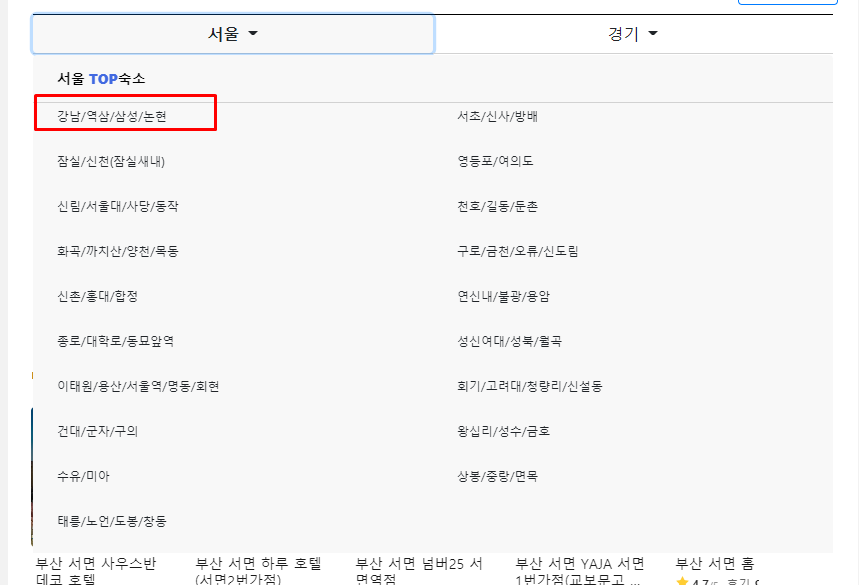 서울 경기
서울 TOP숙소
강남/역삼/삼성/논현 서초/신사/방배
잠실/신천(잠실새내) 영등포/여의도
신림/서울대/사당/동작 천호/길동/둔촌
화곡/까치산/양천/목동 구로/금천/오류/신도림
신촌/홍대/합정 연신내/불광/응암
종로/대학로/동묘앞역 성신여대/성북/월곡
이태원/용산/서울역/명동/회현 회기/고려대/청량리/신설동
건대/군자/구의 왕십리/성수/금호
수유/미아 상봉/중랑/면목
태릉/노언/도봉/창동
부산 서면 사우스반 부산 서면 하루 호텔 부산 서면 넘버25 서 부산 서면 YAJA 서면 부산 서면 홈
데코 호텔 (서면2번가점) 면역점 1번가점(교보문고 ... 4.7/5